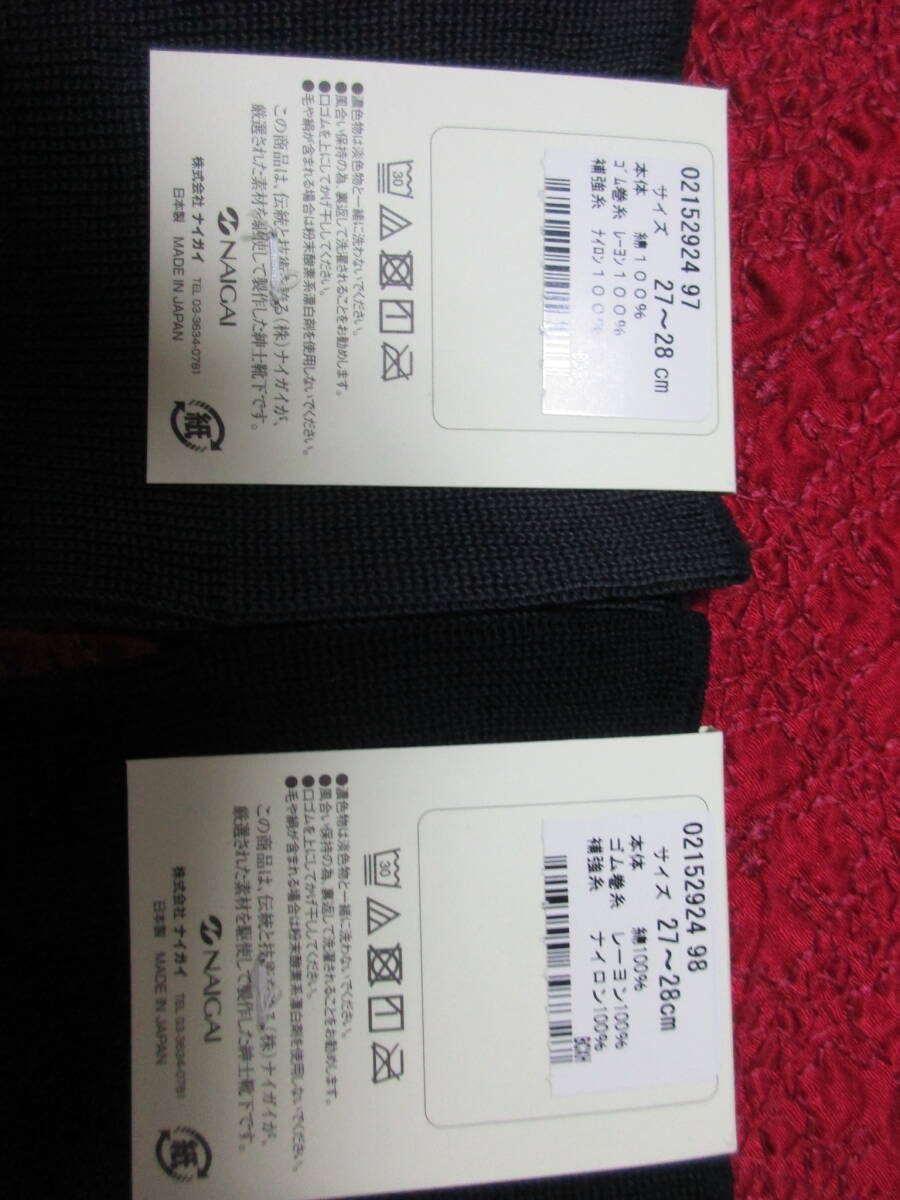 02152924 97
サイズ 27～28 cm
本体 綿100%
ゴム巻糸 レーヨン100%
補強糸 ナイロン100%
30
●濃色物は淡色物と一緒に洗わないでください。
●風合い保持の為、裏返して洗濯されることをお勧めします。
●口ゴムを上にしてかげ干ししてください。
●毛や絹が含まれる場合は粉末酸素系漂白剤を使用しないでください。
この商品は、伝統と技術を誇る(株)ナイガイが、
厳選された素材を駆使して製作した紳士靴下です。
NAIGAI
株式会社 ナイガイ TEL 03-3634-0781
日本製 MADE IN JAPAN
紙
02152924 98
サイズ 27～28cm
本体 綿100%
ゴム巻糸 レーヨン100%
補強糸 ナイロン100%
30
●濃色物は淡色物と一緒に洗わないでください。
●風合い保持の為、裏返して洗濯されることをお勧めします。
●口ゴムを上にしてかげ干ししてください。
●毛や絹が含まれる場合は粉末酸素系漂白剤を使用しないでください。
この商品は、伝統と技術を誇る(株)ナイガイが、
厳選された素材を駆使して製作した紳士靴下です。
NAIGAI
株式会社 ナイガイ TEL 03-3634-0781
日本製 MADE IN JAPAN
紙